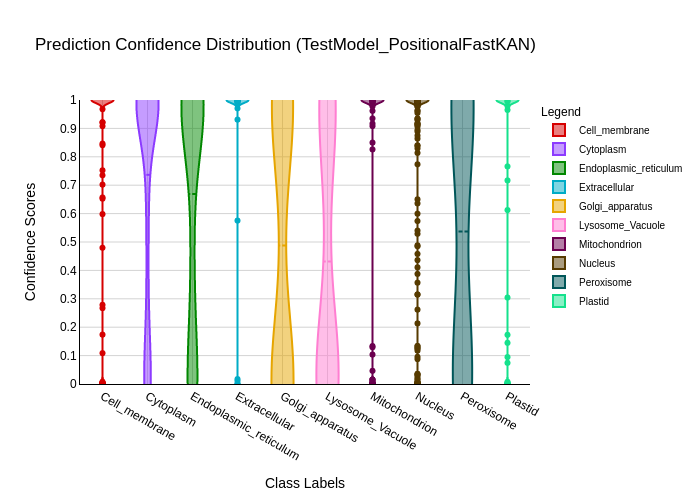 Prediction Confidence Distribution (TestModel_PositionalFastKAN)
Legend
Cell_membrane
Cytoplasm
Endoplasmic_reticulum
Extracellular
Golgi_apparatus
Lysosome_Vacuole
Mitochondrion
Nucleus
Peroxisome
Plastid
Confidence Scores
1
0.9
0.8
0.7
0.6
0.5
0.4
0.3
0.2
0.1
0
Cell_membrane
Cytoplasm
Endoplasmic_reticulum
Extracellular
Golgi_apparatus
Lysosome_Vacuole
Mitochondrion
Nucleus
Peroxisome
Plastid
Class Labels